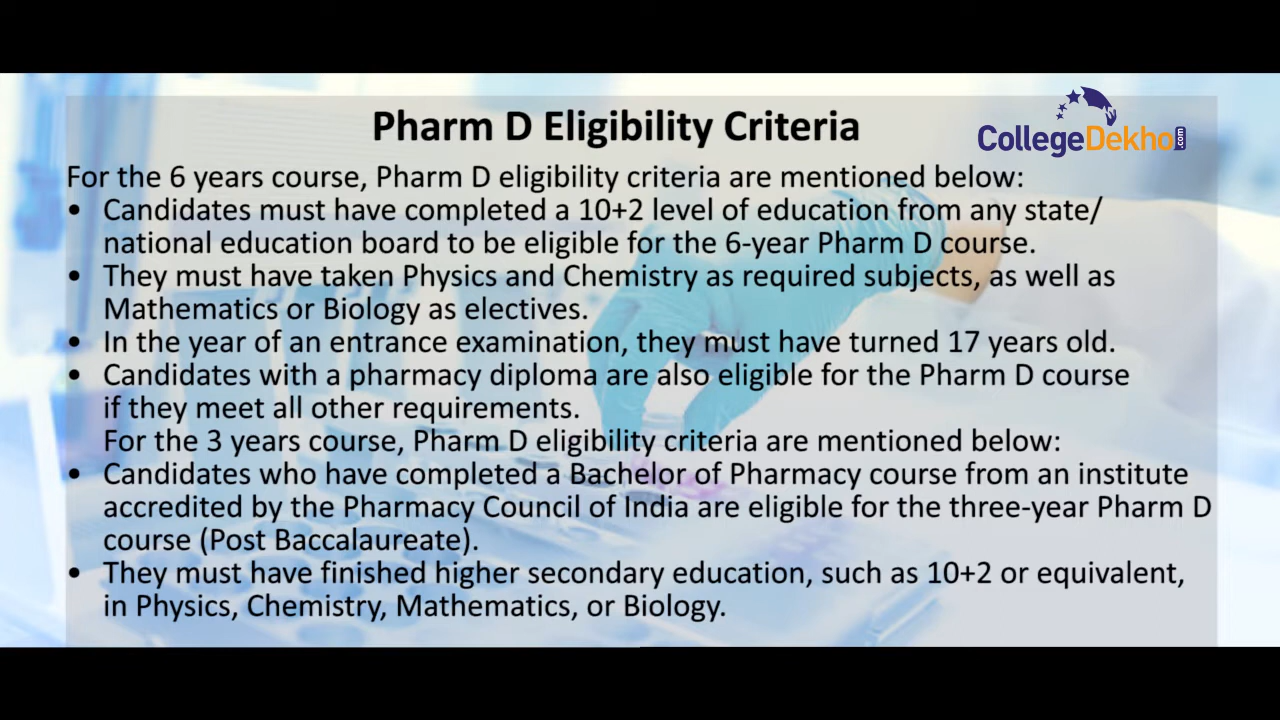 Pharm D Eligibility Criteria
CollegeDekho.com
For the 6 years course, Pharm D eligibility criteria are mentioned below:
• Candidates must have completed a 10+2 level of education from any state/
national education board to be eligible for the 6-year Pharm D course.
• They must have taken Physics and Chemistry as required subjects, as well as
Mathematics or Biology as electives.
• In the year of an entrance examination, they must have turned 17 years old.
• Candidates with a pharmacy diploma are also eligible for the Pharm D course
if they meet all other requirements.
For the 3 years course, Pharm D eligibility criteria are mentioned below:
• Candidates who have completed a Bachelor of Pharmacy course from an institute
accredited by the Pharmacy Council of India are eligible for the three-year Pharm D
course (Post Baccalaureate).
• They must have finished higher secondary education, such as 10+2 or equivalent,
in Physics, Chemistry, Mathematics, or Biology.